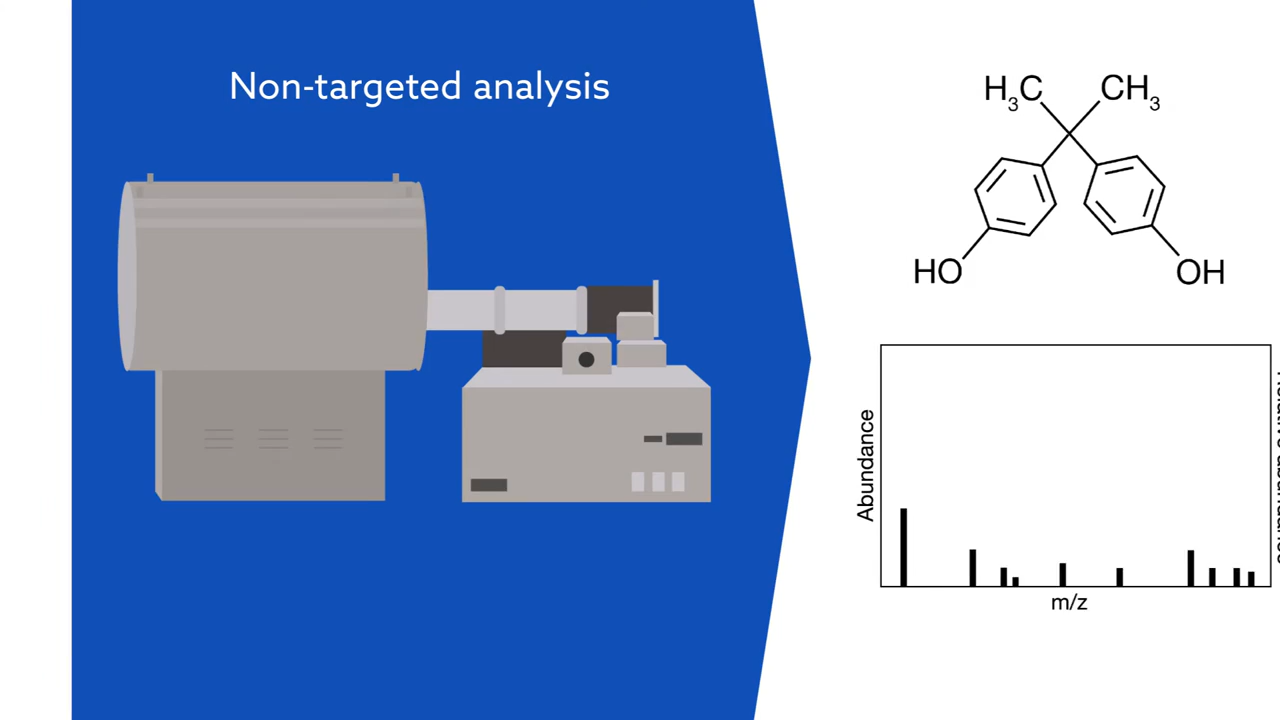 Non-targeted analysis
H₃C
CH₃
HO
OH
Abundance
m/z